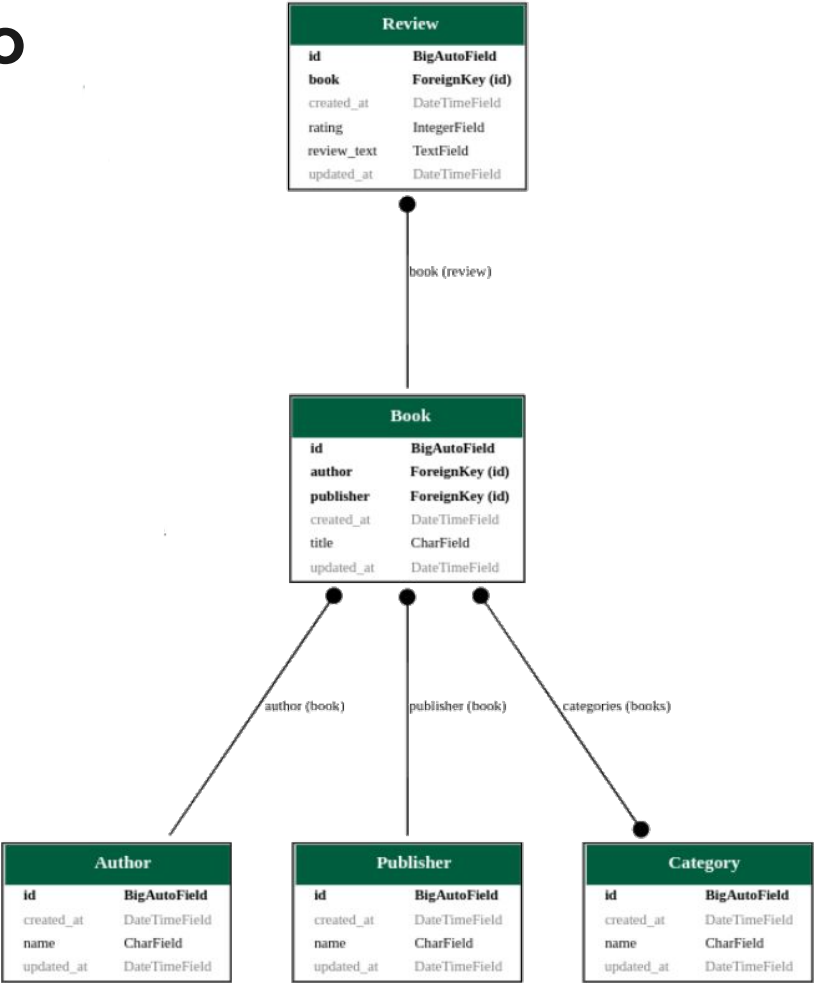 Review
id BigAutoField
book ForeignKey (id)
created_at DateTimeField
rating IntegerField
review_text TextField
updated_at DateTimeField
book (review)
Book
id BigAutoField
author ForeignKey (id)
publisher ForeignKey (id)
created_at DateTimeField
title CharField
updated_at DateTimeField
author (book) publisher (book) categories (books)
Author
id BigAutoField
created_at DateTimeField
name CharField
updated_at DateTimeField
Publisher
id BigAutoField
created_at DateTimeField
name CharField
updated_at DateTimeField
Category
id BigAutoField
created_at DateTimeField
name CharField
updated_at DateTimeField